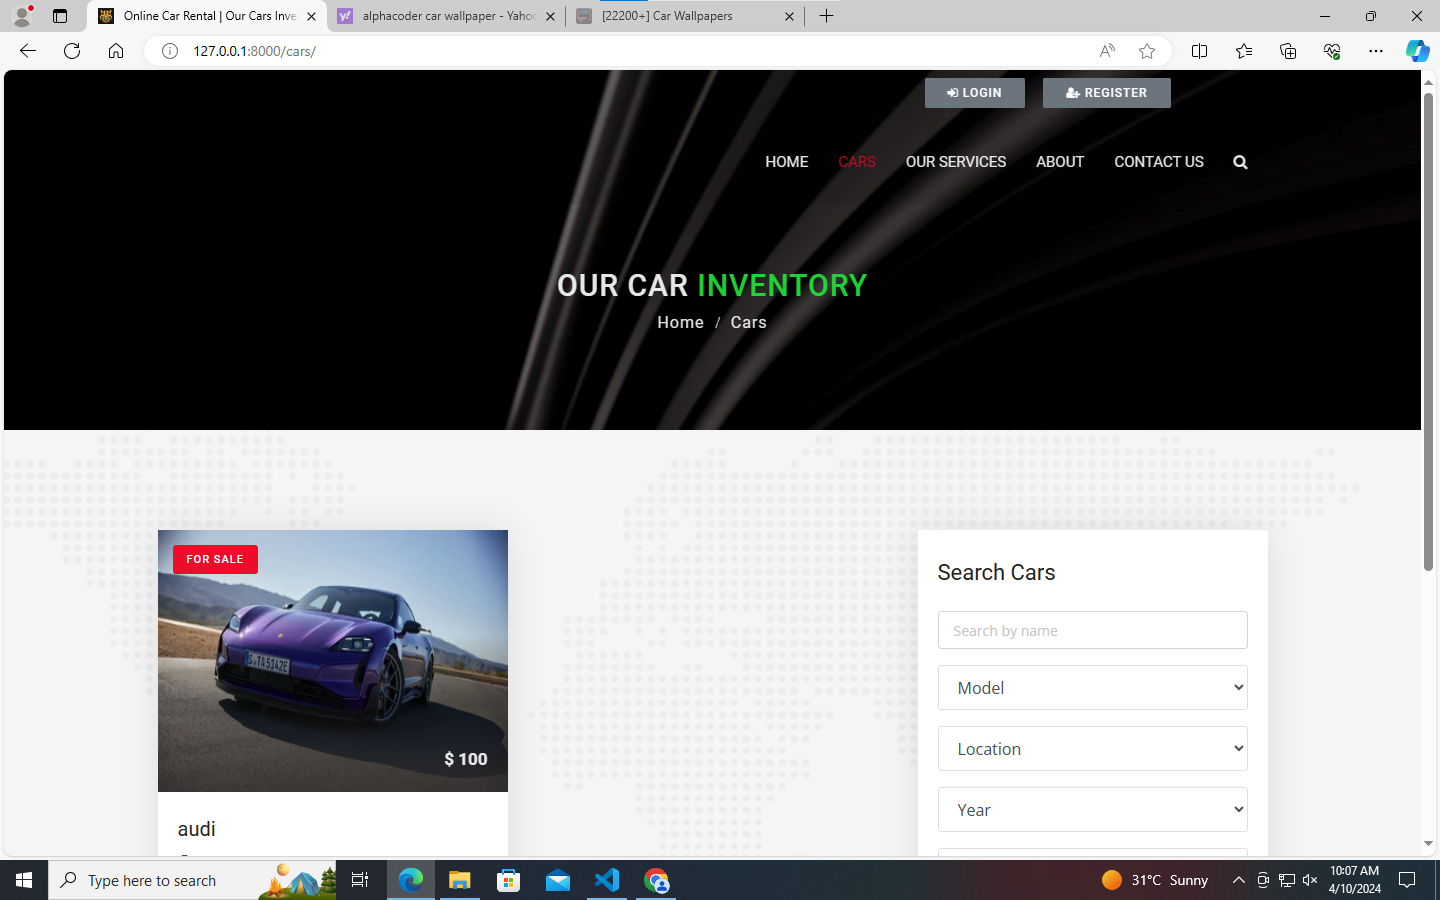 Online Car Rental | Our Cars Inve
alphacoder car wallpaper - Yahoo
[22200+] Car Wallpapers
127.0.0.1:8000/cars/
LOGIN
REGISTER
HOME
CARS
OUR SERVICES
ABOUT
CONTACT US
OUR CAR INVENTORY
Home / Cars
FOR SALE
S·TA5142E
$ 100
audi
Search Cars
Search by name
Model
Location
Year
Type here to search
31°C Sunny
10:07 AM
4/10/2024